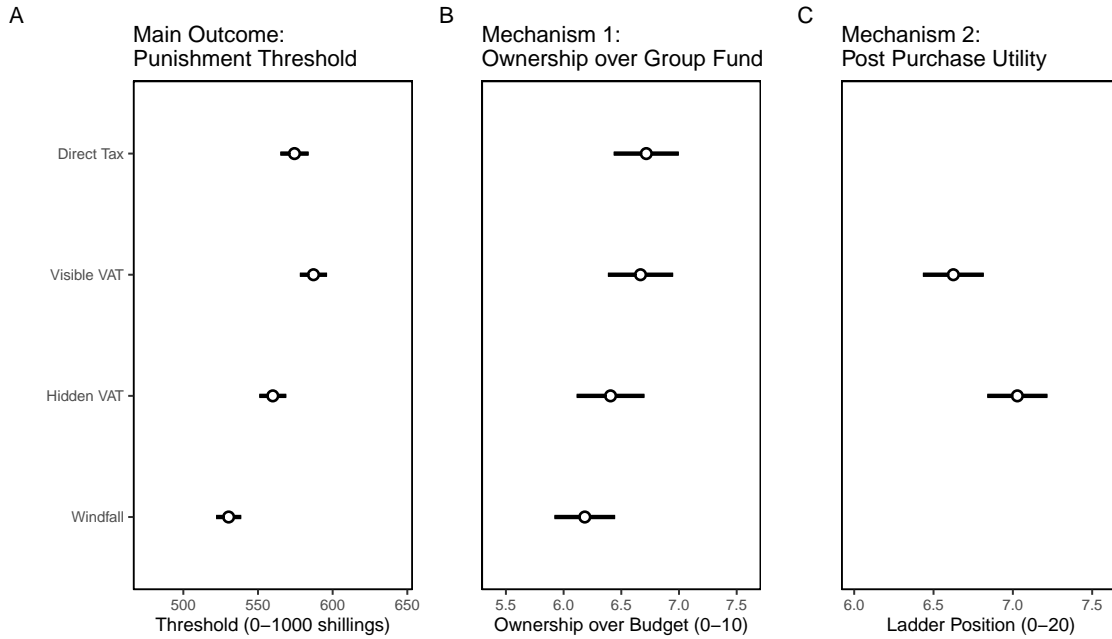 A
Main Outcome:
Punishment Threshold
Direct Tax
Visible VAT
Hidden VAT
Windfall
500 550 600 650
Threshold (0−1000 shillings)
B
Mechanism 1:
Ownership over Group Fund
5.5 6.0 6.5 7.0 7.5
Ownership over Budget (0−10)
C
Mechanism 2:
Post Purchase Utility
6.0 6.5 7.0 7.5
Ladder Position (0−20)